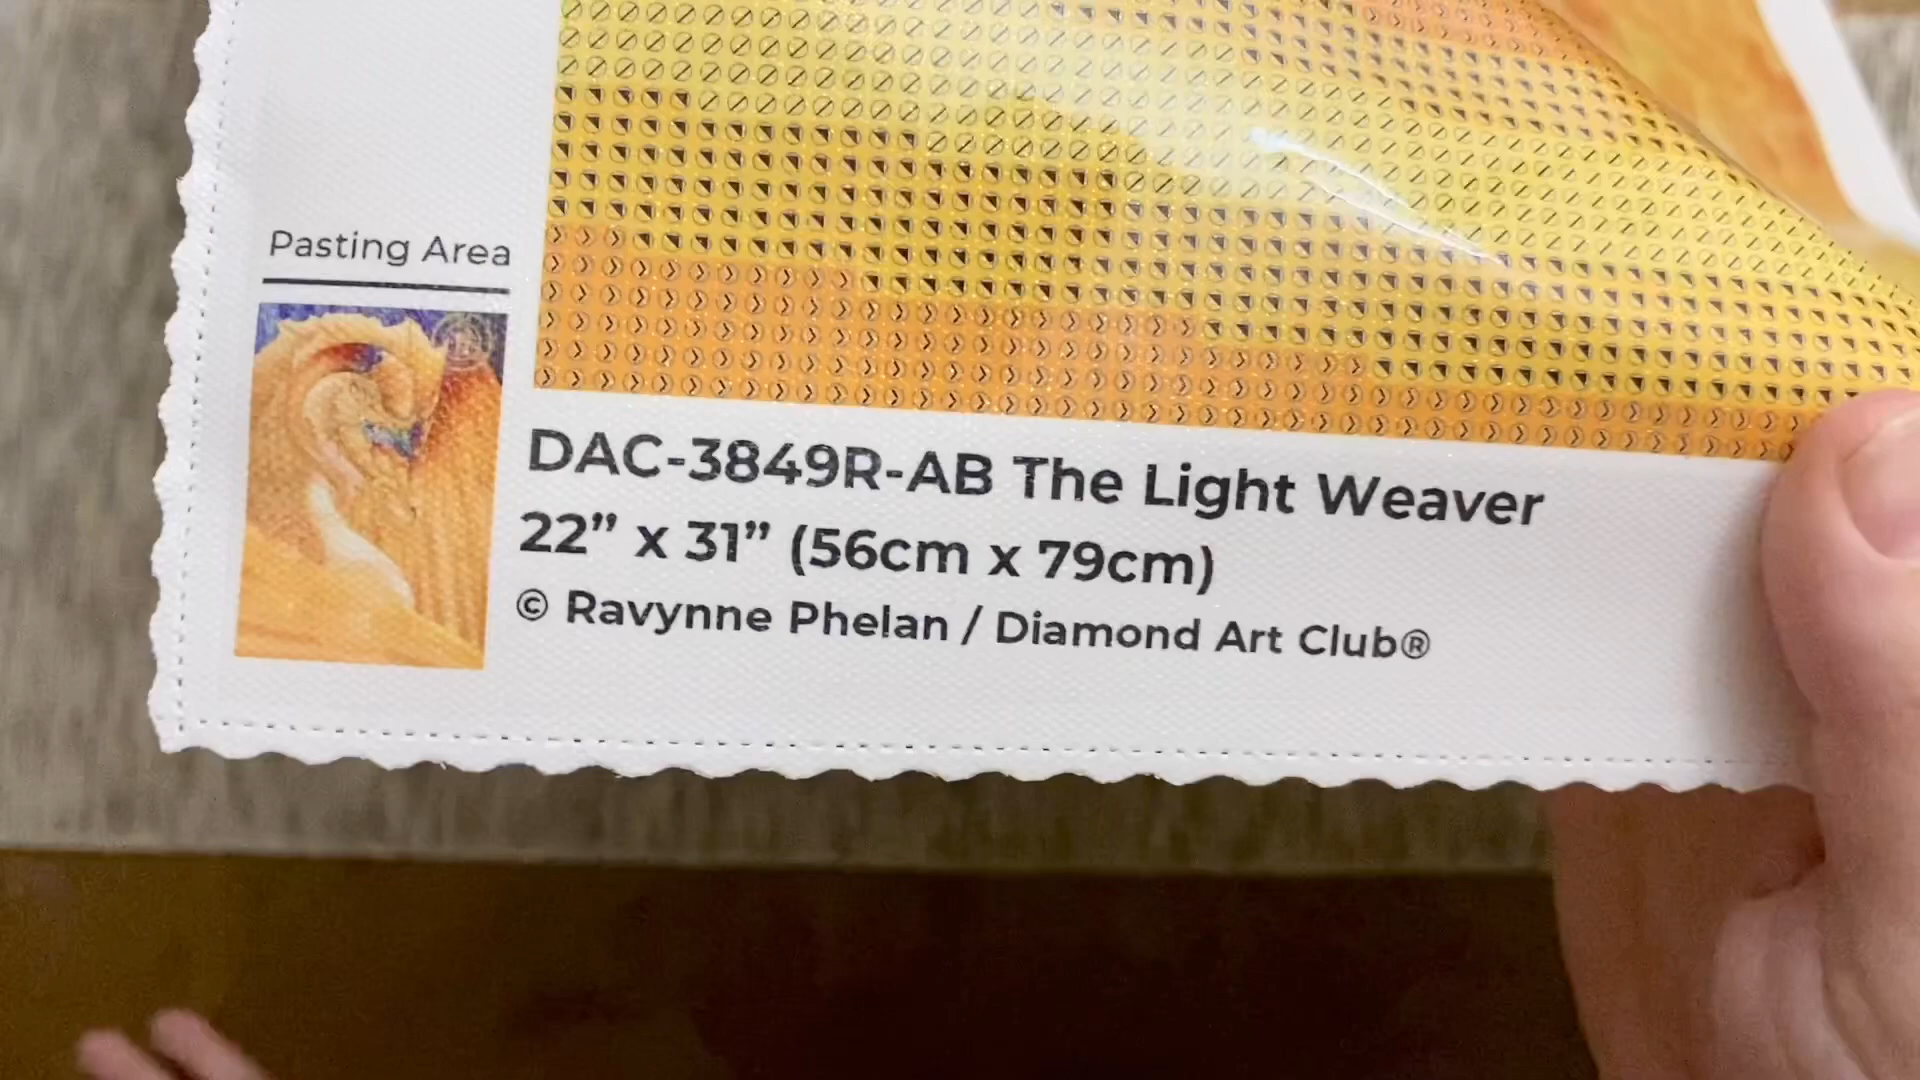 Pasting Area
DAC-3849R-AB The Light Weaver
22” x 31” (56cm x 79cm)
© Ravynne Phelan / Diamond Art Club®